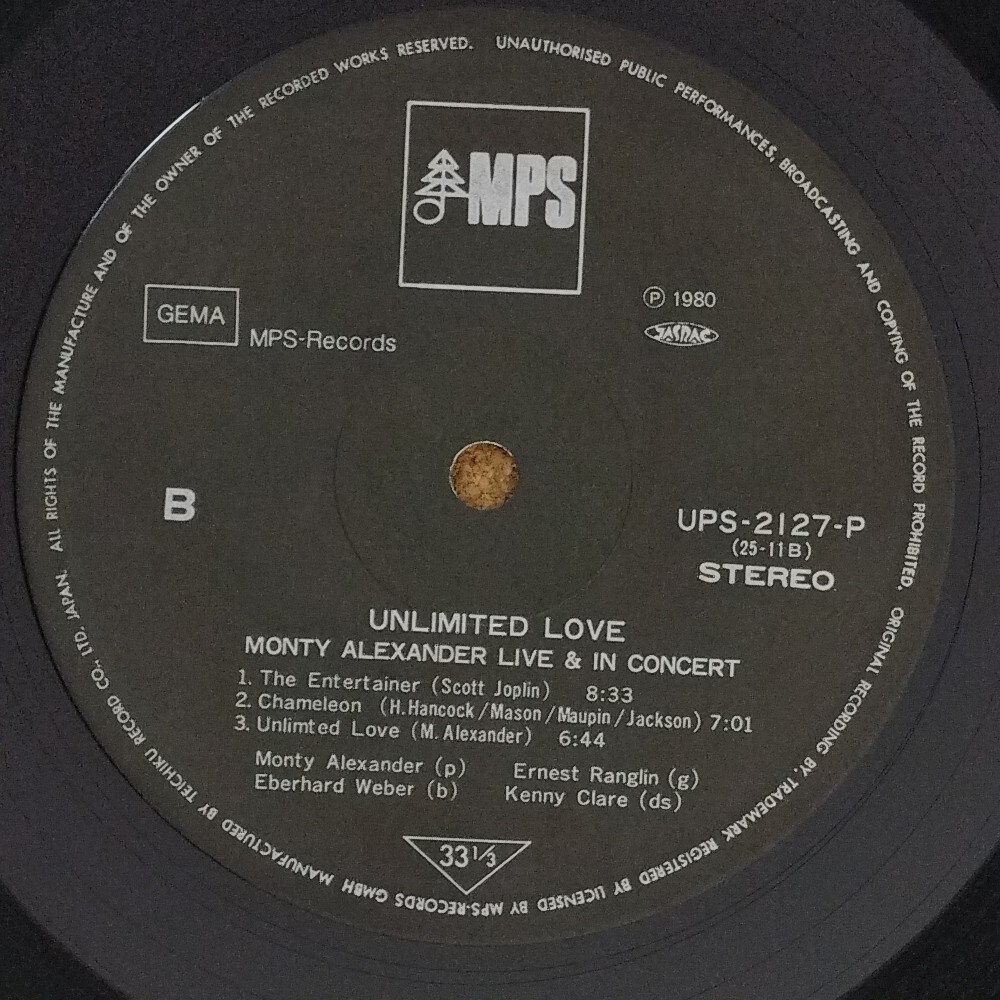 MPS
GEMA
MPS-Records
Ⓟ 1980
JASRAC
B
UPS-2127-P
(25-11B)
STEREO
UNLIMITED LOVE
MONTY ALEXANDER LIVE & IN CONCERT
1. The Entertainer (Scott Joplin) 8:33
2. Chameleon (H.Hancock/Mason/Maupin/Jackson) 7:01
3. Unlimted Love (M. Alexander) 6:44
Monty Alexander (p) Ernest Ranglin (g)
Eberhard Weber (b) Kenny Clare (ds)
33 1/3
MANUFACTURED BY TEICHIKU RECORD CO., LTD. JAPAN. ALL RIGHTS OF THE MANUFACTURE AND OF THE OWNER OF THE RECORDED WORKS RESERVED. UNAUTHORISED PUBLIC PERFORMANCES, BROADCASTING AND COPYING OF THE RECORD PROHIBITED. ORIGINAL RECORDING BY, TRADEMARK REGISTERED BY LICENSED BY MPS-RECORDS GMBH